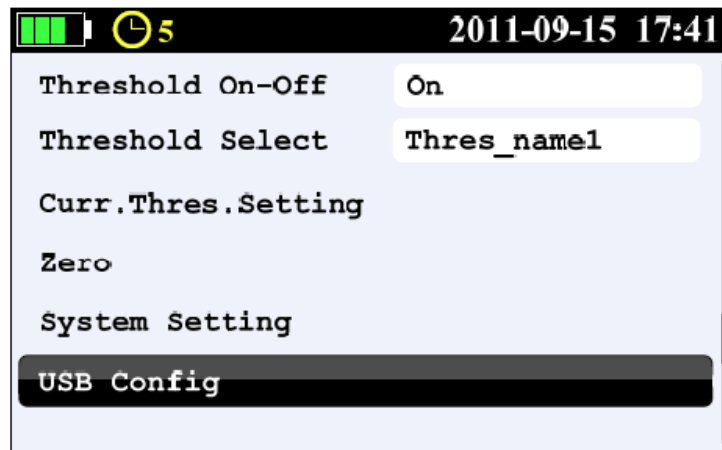 5 2011-09-15 17:41
Threshold On-Off On
Threshold Select Thres_name1
Curr.Thres.Setting
Zero
System Setting
USB Config